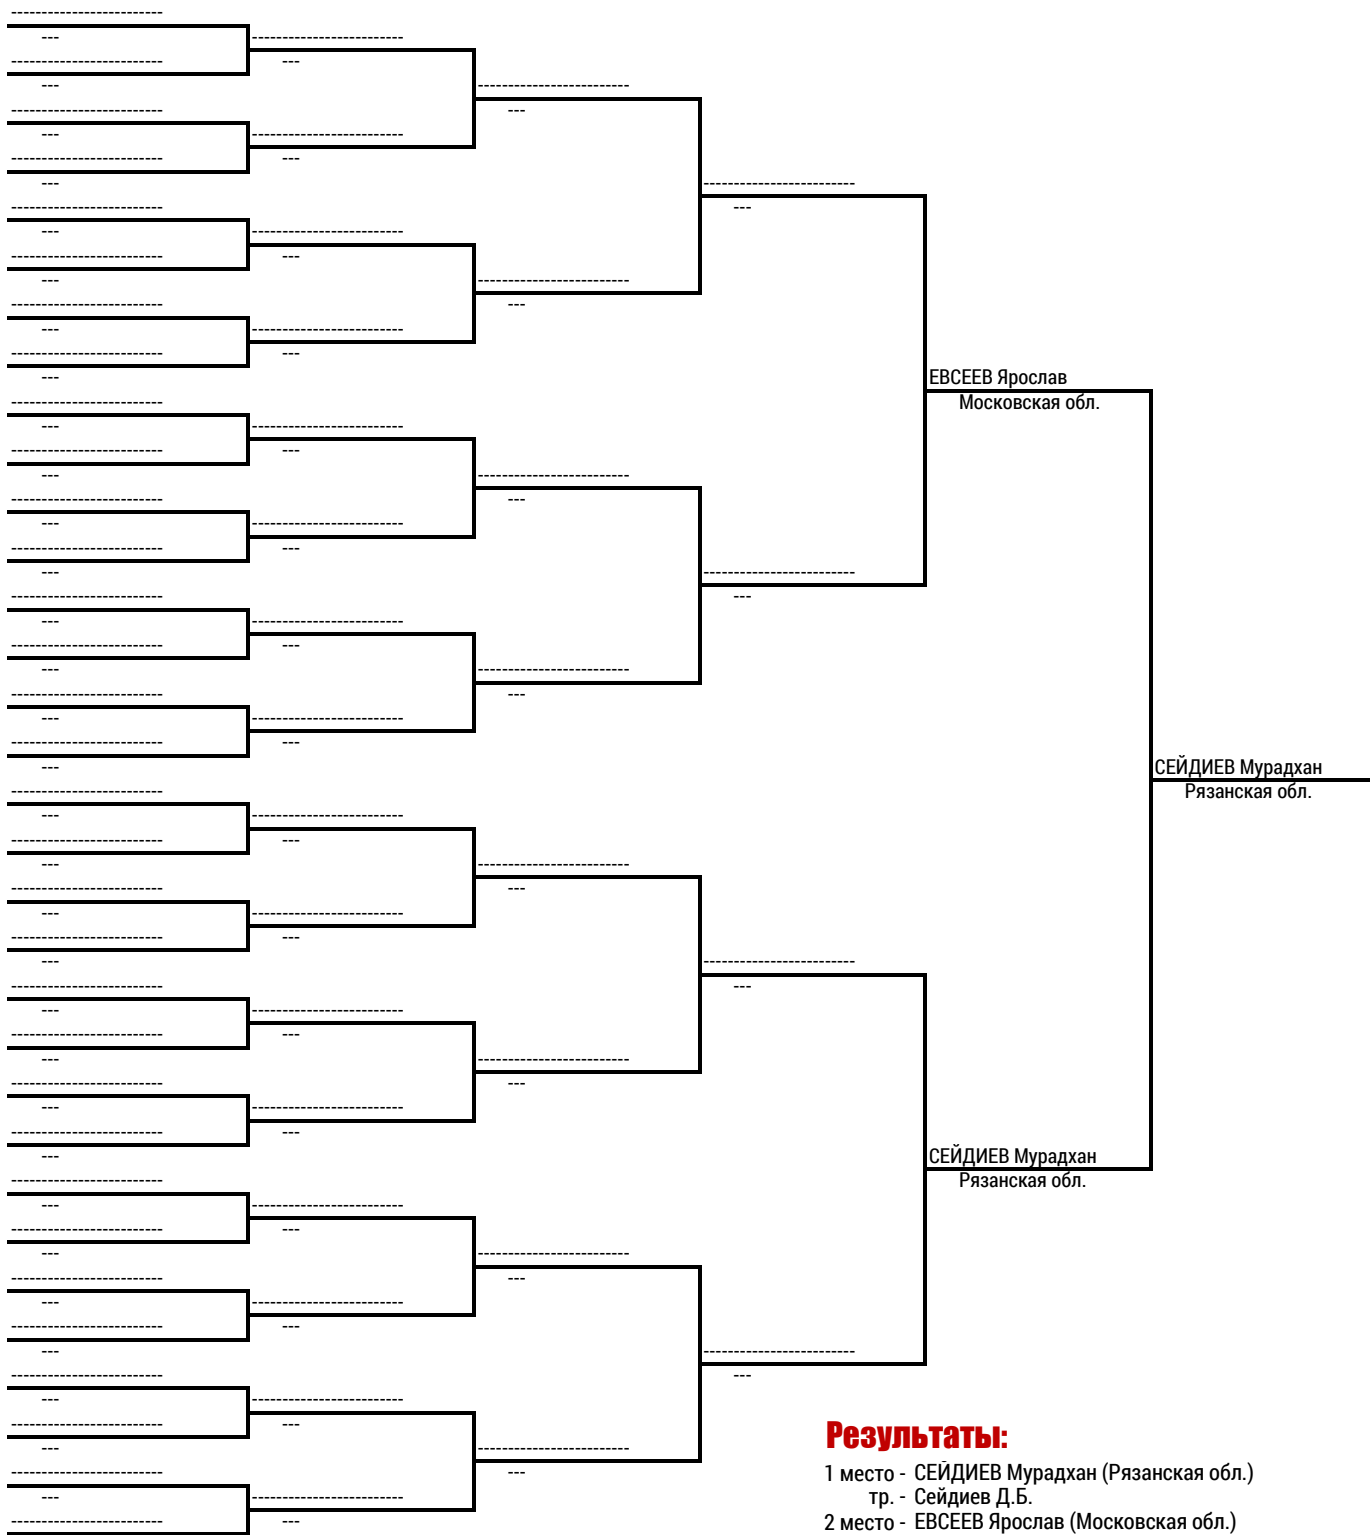 ЕВСЕЕВ Ярослав
Московская обл.
СЕЙДИЕВ Мурадхан
Рязанская обл.
СЕЙДИЕВ Мурадхан
Рязанская обл.
Результаты:
1 место - СЕЙДИЕВ Мурадхан (Рязанская обл.)
тр. - Сейдиев Д.Б.
2 место - ЕВСЕЕВ Ярослав (Московская обл.)